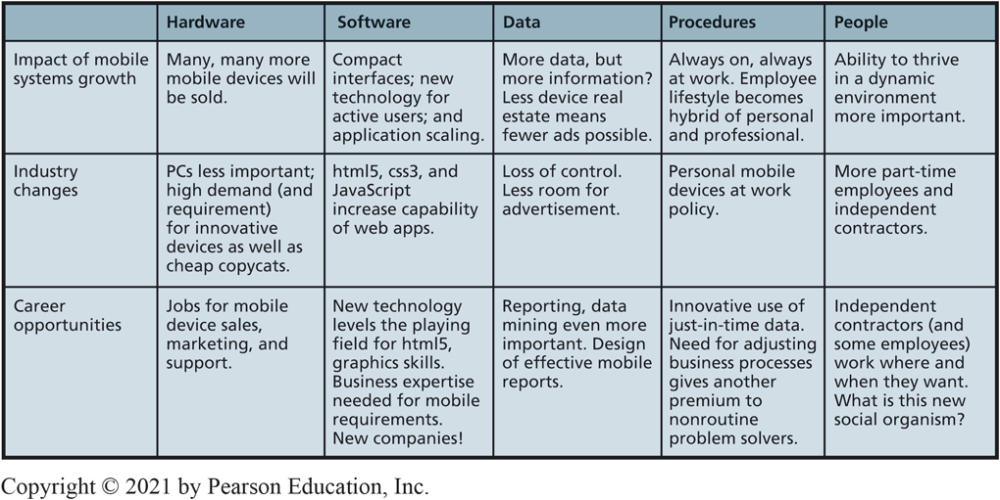 Hardware
Software
Data
Procedures
People
Impact of mobile
systems growth
Many, many more
mobile devices will
be sold.
Compact
interfaces; new
technology for
active users; and
application scaling.
More data, but
more information?
Less device real
estate means
fewer ads possible.
Always on, always
at work. Employee
lifestyle becomes
hybrid of personal
and professional.
Ability to thrive
in a dynamic
environment
more important.
Industry
changes
PCs less important;
high demand (and
requirement)
for innovative
devices as well as
cheap copycats.
html5, css3, and
JavaScript
increase capability
of web apps.
Loss of control.
Less room for
advertisement.
Personal mobile
devices at work
policy.
More part-time
employees and
independent
contractors.
Career
opportunities
Jobs for mobile
device sales,
marketing, and
support.
New technology
levels the playing
field for html5,
graphics skills.
Business expertise
needed for mobile
requirements.
New companies!
Reporting, data
mining even more
important. Design
of effective mobile
reports.
Innovative use of
just-in-time data.
Need for adjusting
business processes
gives another
premium to
nonroutine
problem solvers.
Independent
contractors (and
some employees)
work where and
when they want.
What is this new
social organism?
Copyright © 2021 by Pearson Education, Inc.